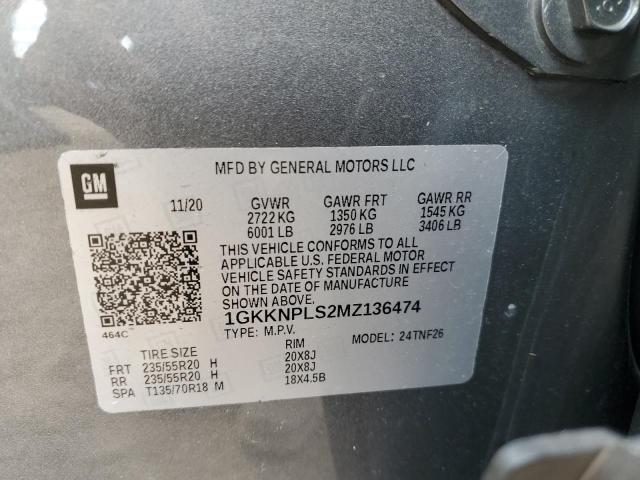 GM
MFD BY GENERAL MOTORS LLC
11/20 GVWR GAWR FRT GAWR RR
2722 KG 1350 KG 1545 KG
6001 LB 2976 LB 3406 LB
THIS VEHICLE CONFORMS TO ALL
APPLICABLE U.S. FEDERAL MOTOR
VEHICLE SAFETY STANDARDS IN EFFECT
ON THE DATE OF MANUFACTURE
SHOWN ABOVE.
464C 1GKKNPLS2MZ136474
TYPE: M.P.V. MODEL: 24TNF26
TIRE SIZE RIM
FRT 235/55R20 H 20X8J
RR 235/55R20 H 20X8J
SPA T135/70R18 M 18X4.5B